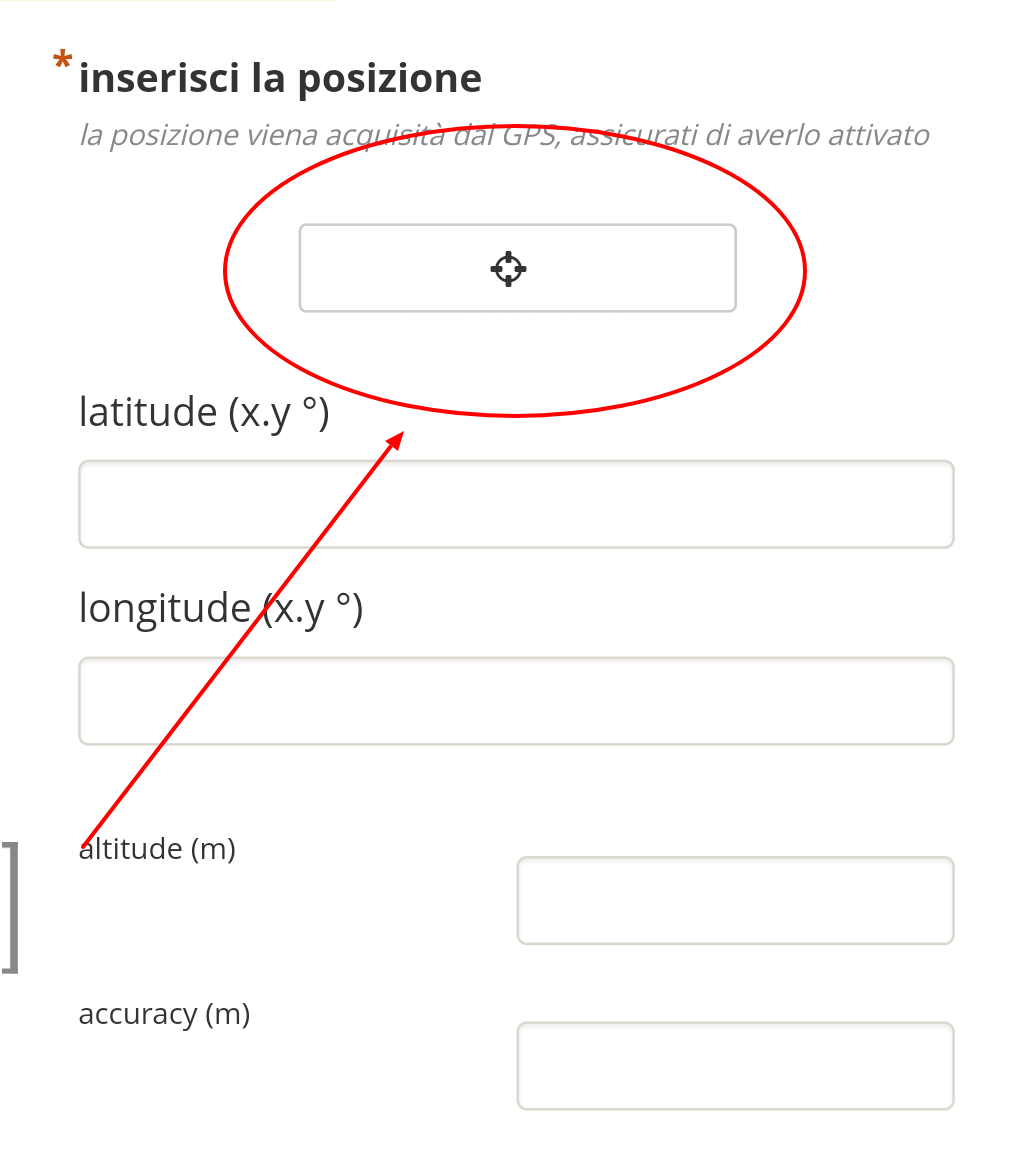 * inserisci la posizione
la posizione viena acquisità dal GPS, assicurati di averlo attivato
latitude (x.y °)
longitude (x.y °)
altitude (m)
accuracy (m)